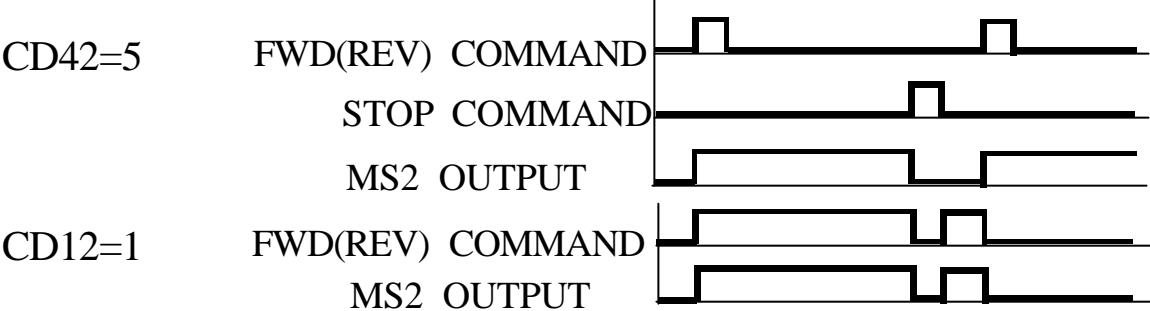 CD42=5 FWD(REV) COMMAND
STOP COMMAND
MS2 OUTPUT
CD12=1 FWD(REV) COMMAND
MS2 OUTPUT